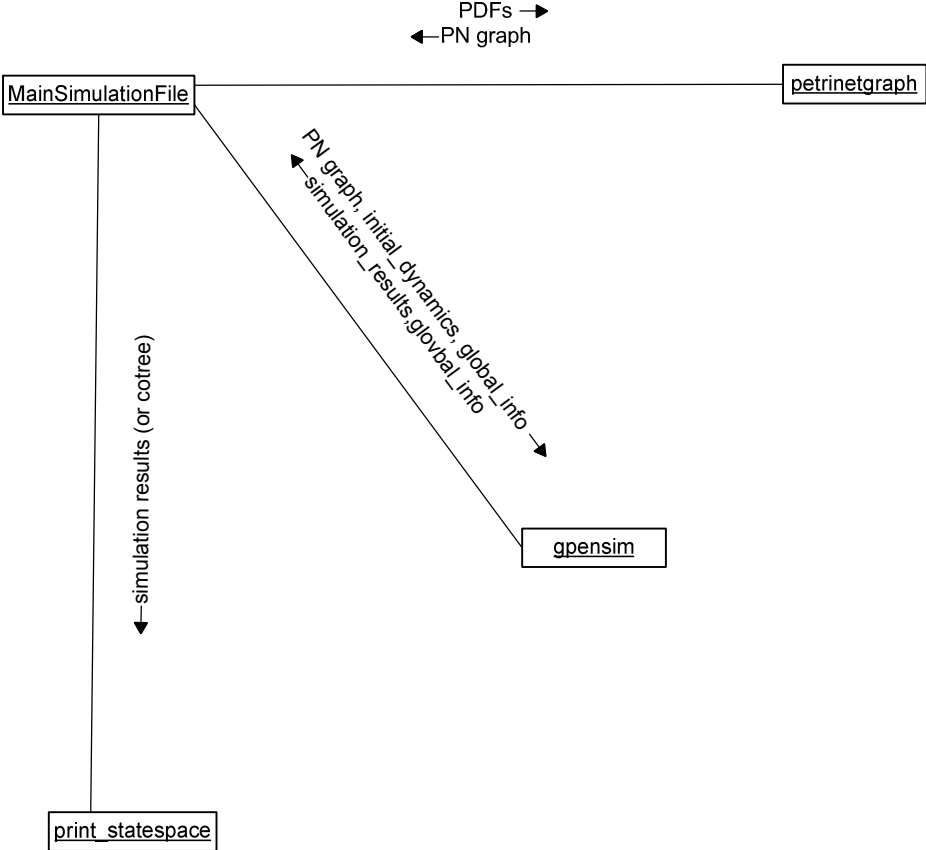 PDFs
PN graph
MainSimulationFile
petrinetgraph
PN graph, initial_dynamics, global_info
simulation_results,glovbal_info
simulation results (or cotree)
gpensim
print_statespace